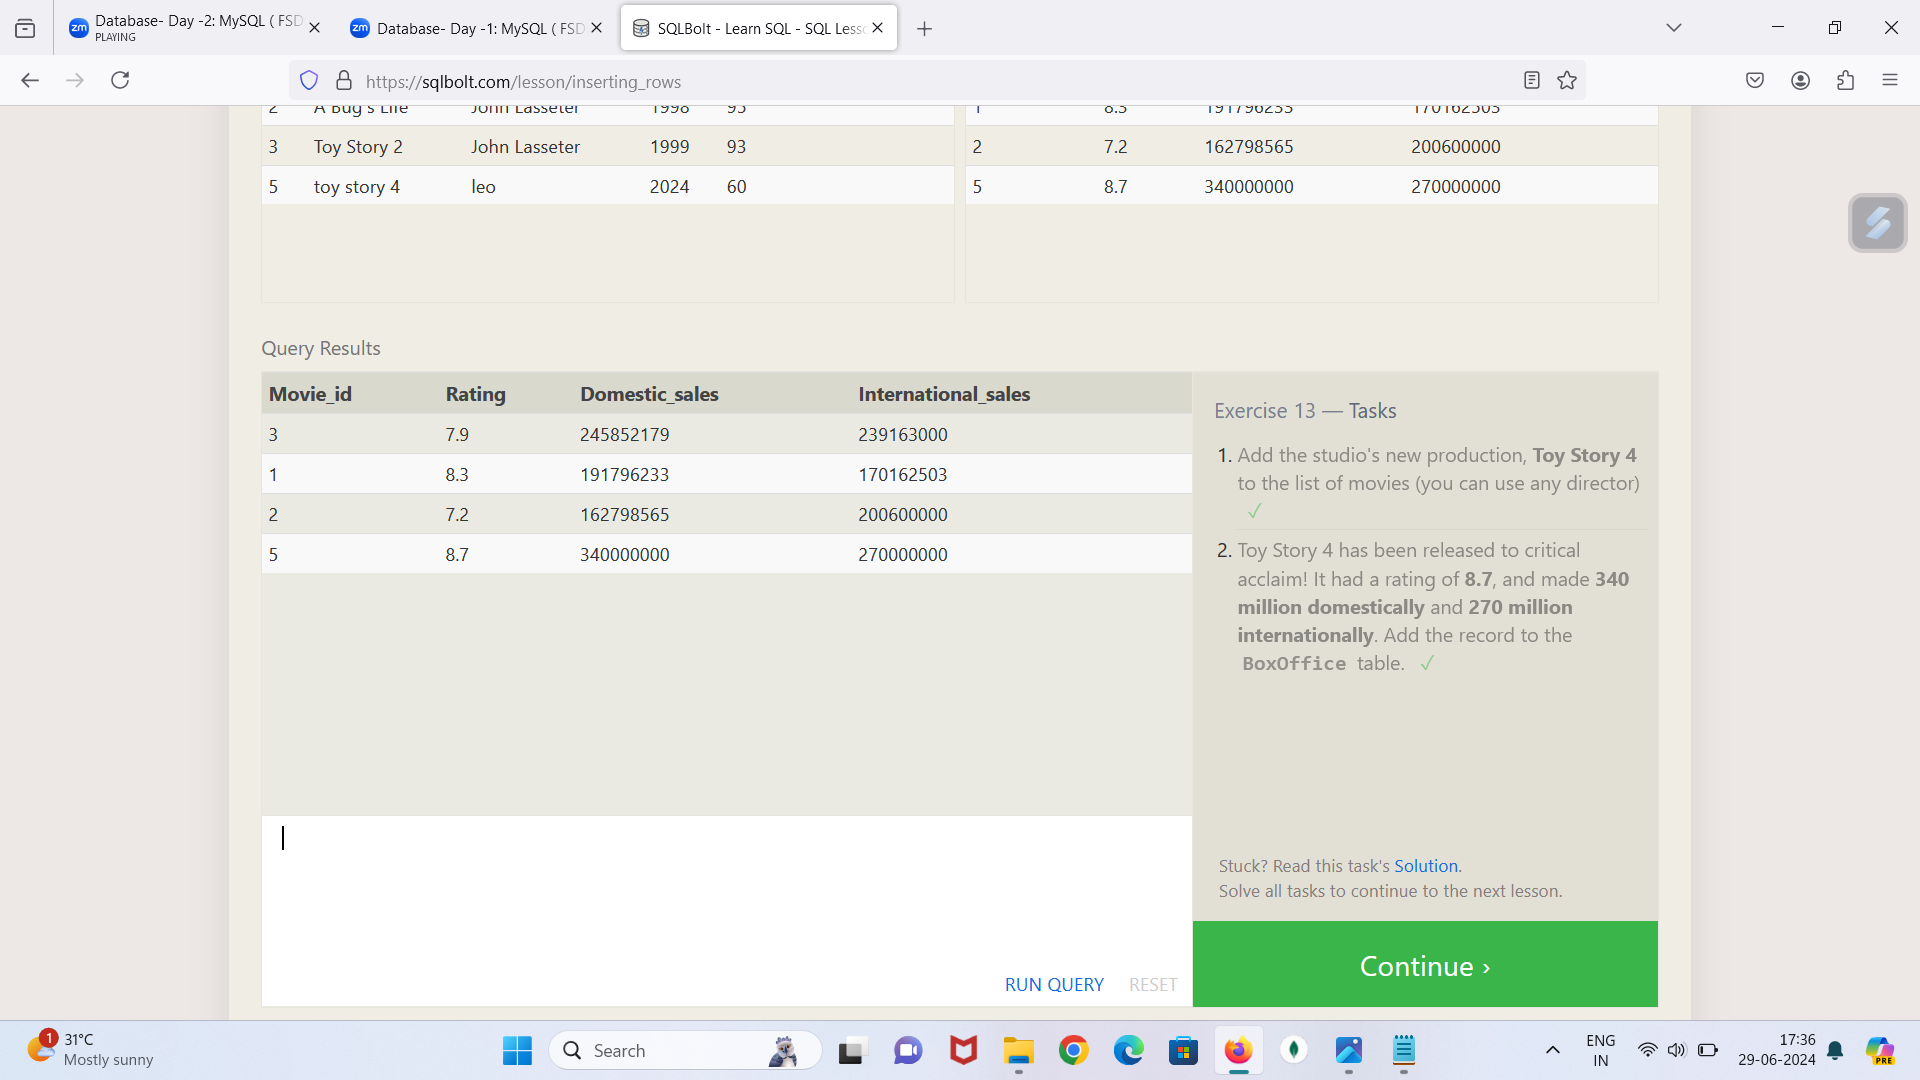 Database- Day -2: MySQL ( FSD
PLAYING
Database- Day -1: MySQL ( FSD
SQLBolt - Learn SQL - SQL Less
https://sqlbolt.com/lesson/inserting_rows
2 A Bug's Life John Lasseter 1998 95
1 8.3 191796233 170162503
3 Toy Story 2 John Lasseter 1999 93
2 7.2 162798565 200600000
5 toy story 4 leo 2024 60
5 8.7 340000000 270000000
Query Results
Movie_id Rating Domestic_sales International_sales
3 7.9 245852179 239163000
1 8.3 191796233 170162503
2 7.2 162798565 200600000
5 8.7 340000000 270000000
Exercise 13 — Tasks
1. Add the studio's new production, Toy Story 4
to the list of movies (you can use any director)
✓
2. Toy Story 4 has been released to critical
acclaim! It had a rating of 8.7, and made 340
million domestically and 270 million
internationally. Add the record to the
BoxOffice table. ✓
Stuck? Read this task's Solution.
Solve all tasks to continue to the next lesson.
RUN QUERY RESET
Continue ›
1
31°C
Mostly sunny
Search
ENG
IN
17:36
29-06-2024
PRE